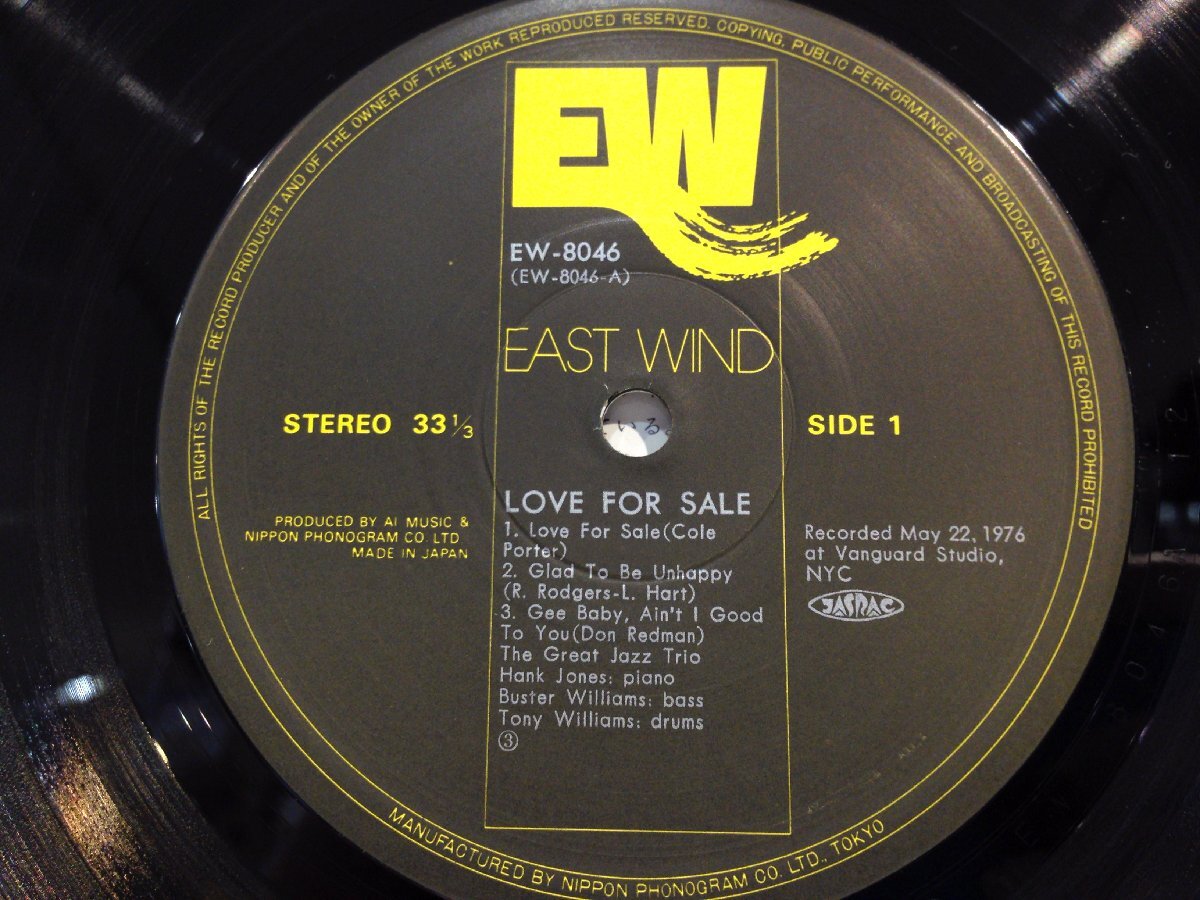 ALL RIGHTS OF THE RECORD PRODUCER AND OF THE OWNER OF THE WORK REPRODUCED RESERVED. COPYING, PUBLIC PERFORMANCE AND BROADCASTING OF THIS RECORD PROHIBITED
EW
EW-8046
(EW-8046-A)
EAST WIND
STEREO 33 1/3
いる
SIDE 1
PRODUCED BY AI MUSIC &
NIPPON PHONOGRAM CO. LTD.
MADE IN JAPAN
LOVE FOR SALE
1. Love For Sale(Cole
Porter)
2. Glad To Be Unhappy
(R. Rodgers-L. Hart)
3. Gee Baby, Ain't I Good
To You(Don Redman)
The Great Jazz Trio
Hank Jones: piano
Buster Williams: bass
Tony Williams: drums
③
Recorded May 22, 1976
at Vanguard Studio,
NYC
JASRAC
MANUFACTURED BY NIPPON PHONOGRAM CO. LTD., TOKYO